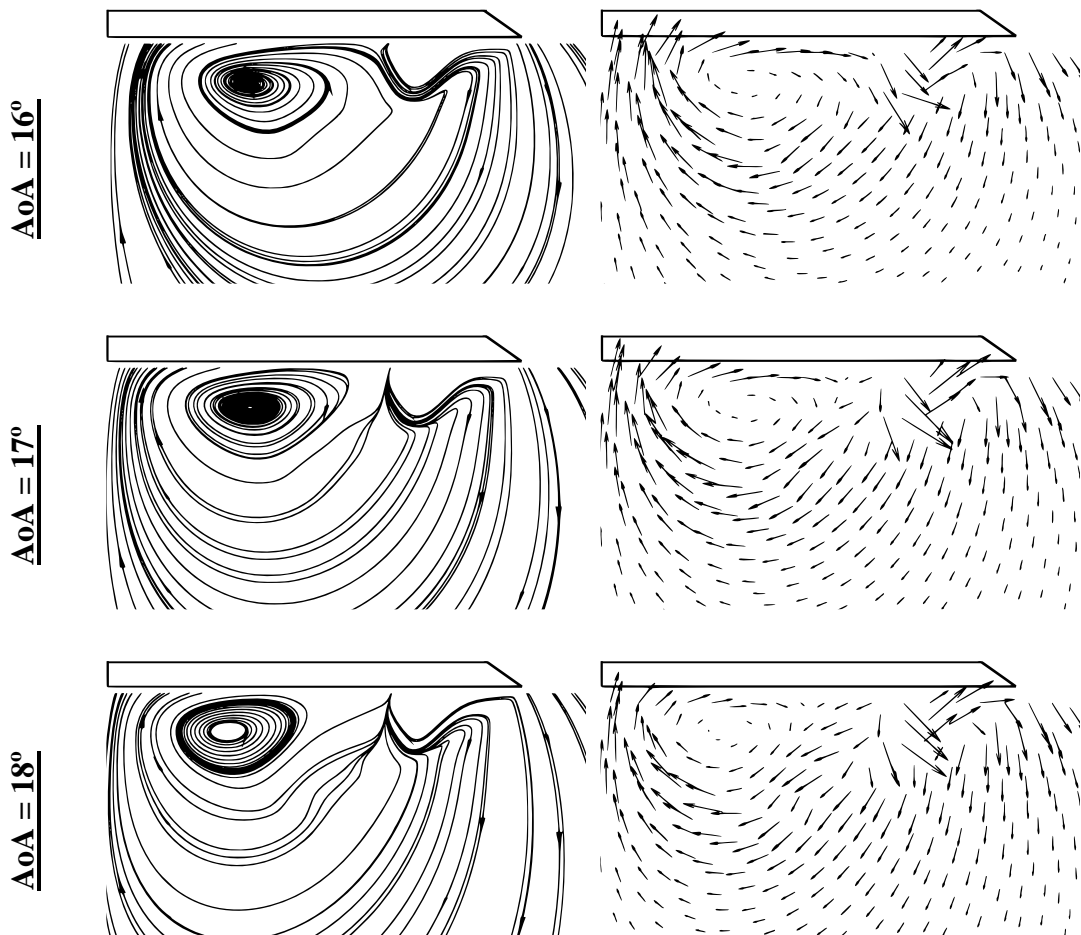 AoA = 16º
AoA = 17º
AoA = 18º